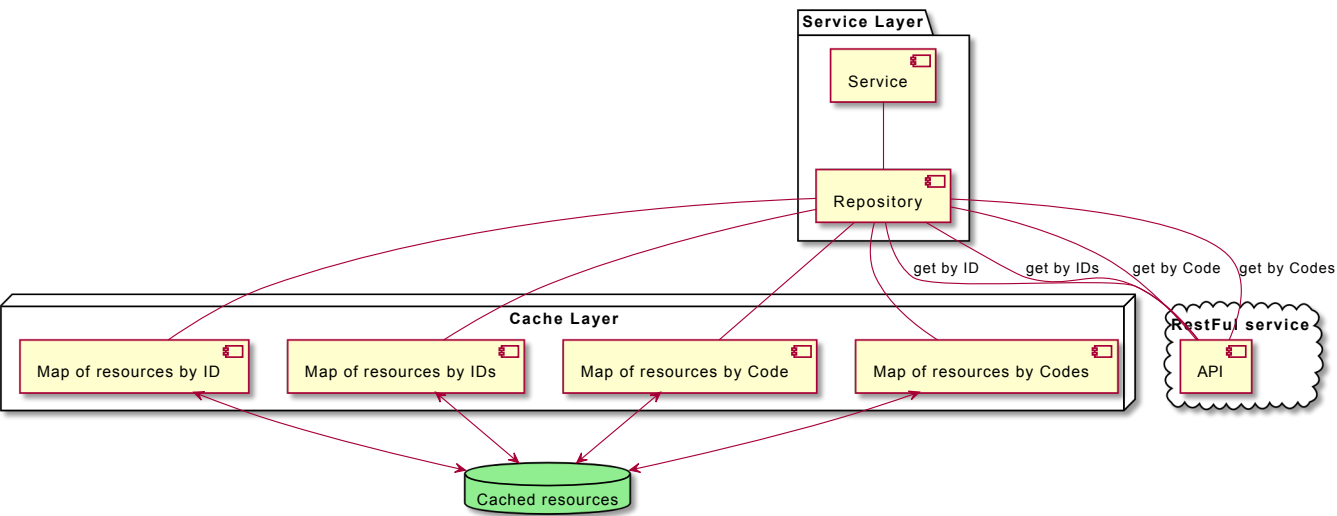 Service Layer
Service
Repository
get by ID
get by IDs
get by Code
get by Codes
Cache Layer
RestFul service
Map of resources by ID
Map of resources by IDs
Map of resources by Code
Map of resources by Codes
API
Cached resources